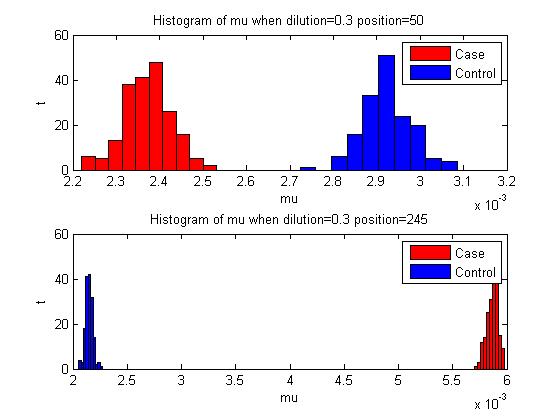 Histogram of mu when dilution=0.3 position=50
60
40
20
0
t
Case
Control
2.2 2.3 2.4 2.5 2.6 2.7 2.8 2.9 3 3.1 3.2
mu
x 10^-3
Histogram of mu when dilution=0.3 position=245
60
40
20
0
t
Case
Control
2 2.5 3 3.5 4 4.5 5 5.5 6
mu
x 10^-3